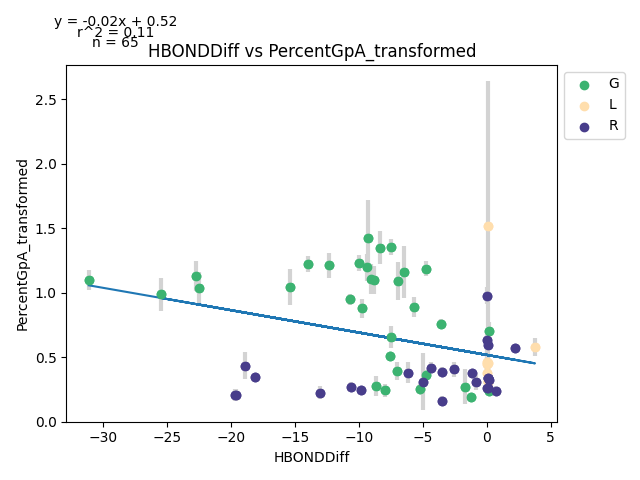 y = -0.02x + 0.52
r^2 = 0.11
n = 65
HBONDDiff vs PercentGpA_transformed
G
L
R
PercentGpA_transformed
2.5
2.0
1.5
1.0
0.5
0.0
−30
−25
−20
−15
−10
−5
0
5
HBONDDiff